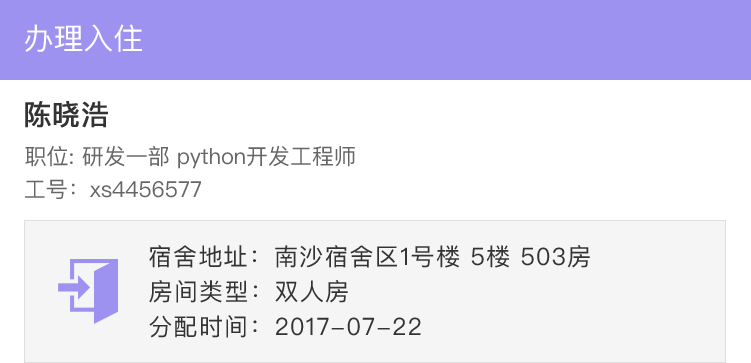 办理入住
陈晓浩
职位: 研发一部 python开发工程师
工号：xs4456577
宿舍地址：南沙宿舍区1号楼 5楼 503房
房间类型：双人房
分配时间：2017-07-22